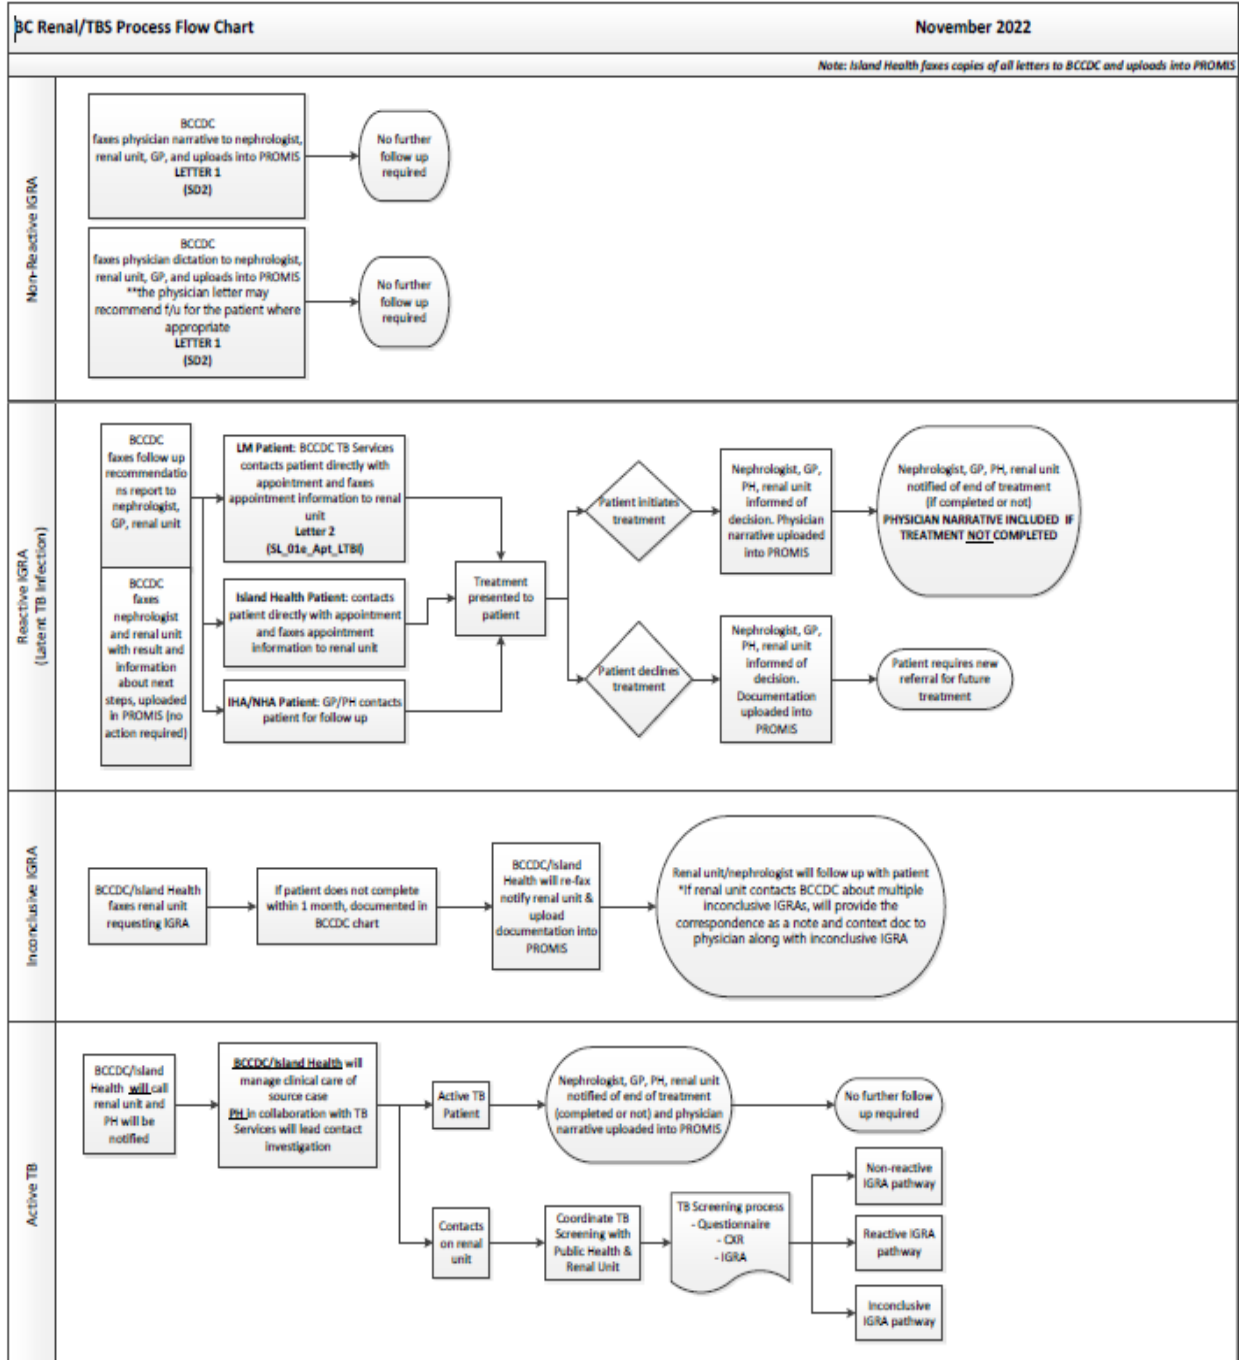 BC Renal/TBS Process Flow Chart
November 2022
Note: Island Health faxes copies of all letters to BCCDC and uploads into PROMIS
Non-Reactive IGRA
BCCDC
faxes physician narrative to nephrologist,
renal unit, GP, and uploads into PROMIS
LETTER 1
(SD2)
No further
follow up
required
BCCDC
faxes physician dictation to nephrologist,
renal unit, GP, and uploads into PROMIS
**the physician letter may
recommend f/u for the patient where
appropriate
LETTER 1
(SD2)
No further
follow up
required
Reactive IGRA
(Latent TB Infection)
BCCDC
faxes follow up
recommendatio
ns report to
nephrologist,
GP, renal unit
BCCDC
faxes
nephrologist
and renal unit
with result and
information
about next
steps, uploaded
in PROMIS (no
action required)
LM Patient: BCCDC TB Services
contacts patient directly with
appointment and faxes
appointment information to renal
unit
Letter 2
(SL_01e_Apt_LTBI)
Island Health Patient: contacts
patient directly with appointment
and faxes appointment
information to renal unit
IHA/NHA Patient: GP/PH contacts
patient for follow up
Treatment
presented to
patient
Patient initiates
treatment
Nephrologist, GP,
PH, renal unit
informed of
decision. Physician
narrative uploaded
into PROMIS
Nephrologist, GP, PH, renal unit
notified of end of treatment
(if completed or not)
PHYSICIAN NARRATIVE INCLUDED IF
TREATMENT NOT COMPLETED
Patient declines
treatment
Nephrologist, GP,
PH, renal unit
informed of
decision.
Documentation
uploaded into
PROMIS
Patient requires new
referral for future
treatment
Inconclusive IGRA
BCCDC/Island Health
faxes renal unit
requesting IGRA
If patient does not complete
within 1 month, documented in
BCCDC chart
BCCDC/Island
Health will re-fax
notify renal unit &
upload
documentation into
PROMIS
Renal unit/nephrologist will follow up with patient
*If renal unit contacts BCCDC about multiple
inconclusive IGRAs, will provide the
correspondence as a note and context doc to
physician along with inconclusive IGRA
Active TB
BCCDC/Island
Health will call
renal unit and
PH will be
notified
BCCDC/Island Health will
manage clinical care of
source case
PH in collaboration with TB
Services will lead contact
investigation
Active TB
Patient
Nephrologist, GP, PH, renal unit
notified of end of treatment
(completed or not) and physician
narrative uploaded into PROMIS
No further follow
up required
Contacts
on renal
unit
Coordinate TB
Screening with
Public Health &
Renal Unit
TB Screening process
- Questionnaire
- CXR
- IGRA
Non-reactive
IGRA pathway
Reactive IGRA
pathway
Inconclusive
IGRA pathway